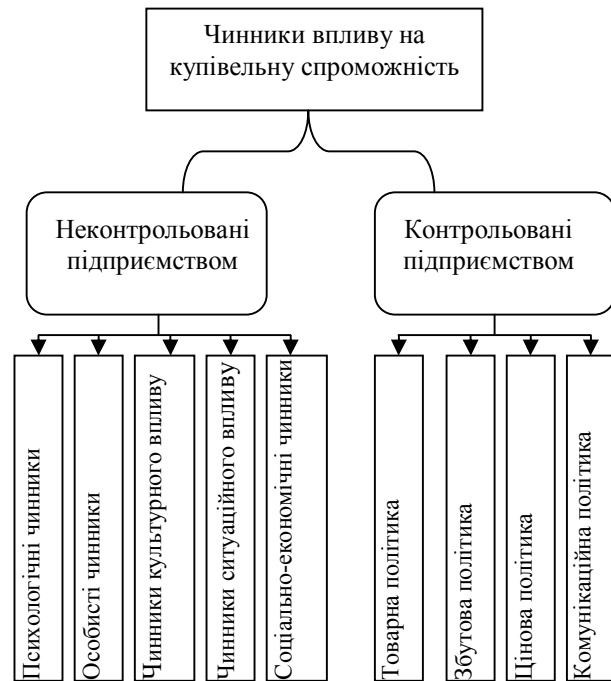 Чинники впливу на
купівельну спроможність
Неконтрольовані
підприємством
Контрольовані
підприємством
Психологічні чинники
Особисті чинники
Чинники культурного впливу
Чинники ситуаційного впливу
Соціально-економічні чинники
Товарна політика
Збутова політика
Цінова політика
Комунікаційна політика